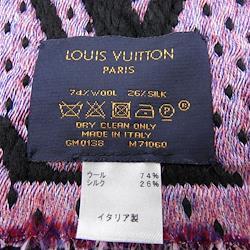 LOUIS VUITTON
PARIS
74% WOOL 26% SILK
DRY CLEAN ONLY
MADE IN ITALY
GM0138 M71060
ウール 74%
シルク 26%
イタリア製